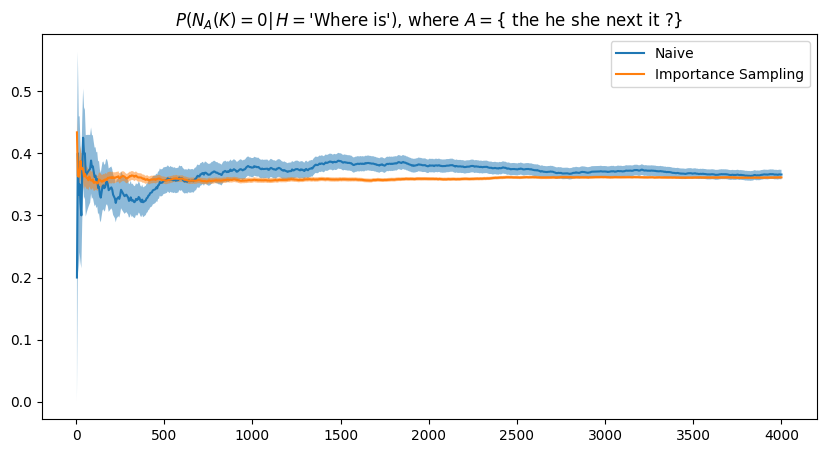 P(N_A(K) = 0|H = 'Where is'), where A = { the he she next it ?}
Naive
Importance Sampling
0.5
0.4
0.3
0.2
0.1
0.0
0 500 1000 1500 2000 2500 3000 3500 4000